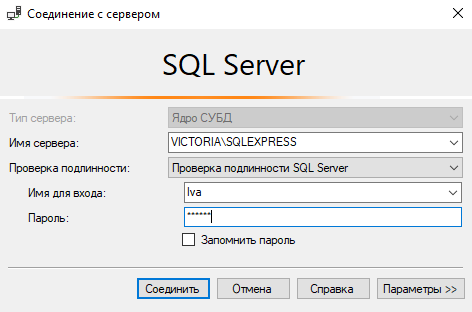 Соединение с сервером
SQL Server
Тип сервера: Ядро СУБД
Имя сервера: VICTORIA\SQLEXPRESS
Проверка подлинности: Проверка подлинности SQL Server
Имя для входа: Iva
Пароль: ******
Запомнить пароль
Соединить Отмена Справка Параметры >>